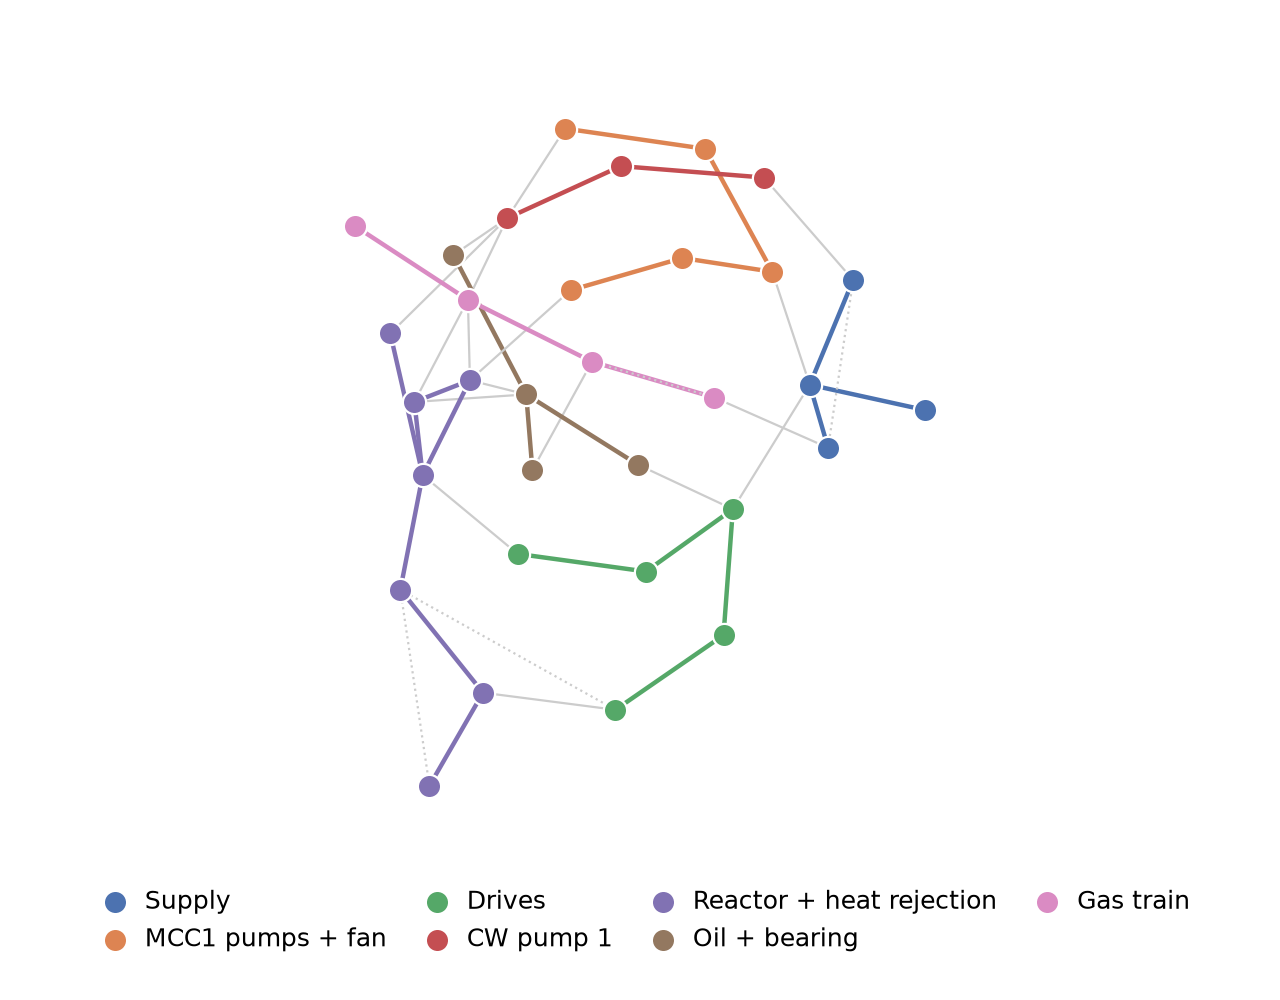 Supply
Drives
Reactor + heat rejection
Gas train
MCC1 pumps + fan
CW pump 1
Oil + bearing